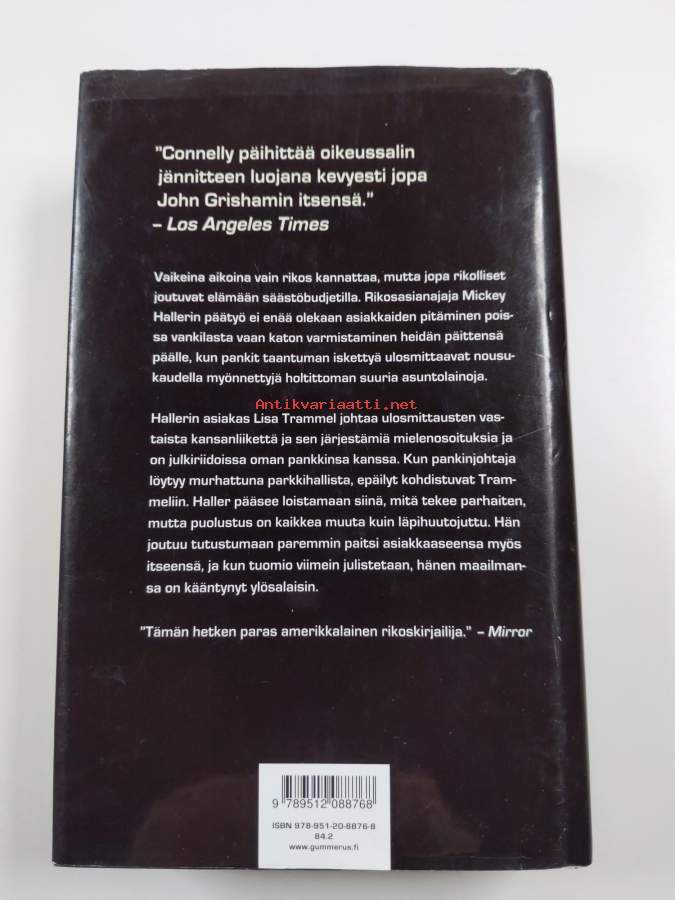 "Connelly päihittää oikeussalin
jännitteen luojana kevyesti jopa
John Grishamin itsensä."
– Los Angeles Times
Vaikeina aikoina vain rikos kannattaa, mutta jopa rikolliset
joutuvat elämään säästöbudjetilla. Rikosasianajaja Mickey
Hallerin päätyö ei enää olekaan asiakkaiden pitäminen pois-
sa vankilasta vaan katon varmistaminen heidän päittensä
päälle, kun pankit taantuman iskettyä ulosmittaavat nousu-
kaudella myönnettyjä holtittoman suuria asuntolainoja.
Antikvariaatti.net
Hallerin asiakas Lisa Trammel johtaa ulosmittausten vas-
taista kansanliikettä ja sen järjestämiä mielenosoituksia ja
on julkiriidoissa oman pankkinsa kanssa. Kun pankinjohtaja
löytyy murhattuna parkkihallista, epäilyt kohdistuvat Tram-
meliin. Haller pääsee loistamaan siinä, mitä tekee parhaiten,
mutta puolustus on kaikkea muuta kuin läpihuutojuttu. Hän
joutuu tutustumaan paremmin paitsi asiakkaaseensa myös
itseensä, ja kun tuomio viimein julistetaan, hänen maailman-
sa on kääntynyt ylösalaisin.
"Tämän hetken paras amerikkalainen rikoskirjailija." – Mirror
9 789512 088768
ISBN 978-951-20-8876-8
84.2
www.gummerus.fi